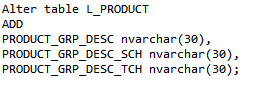 Alter table L_PRODUCT
ADD
PRODUCT_GRP_DESC nvarchar(30),
PRODUCT_GRP_DESC_SCH nvarchar(30),
PRODUCT_GRP_DESC_TCH nvarchar(30);